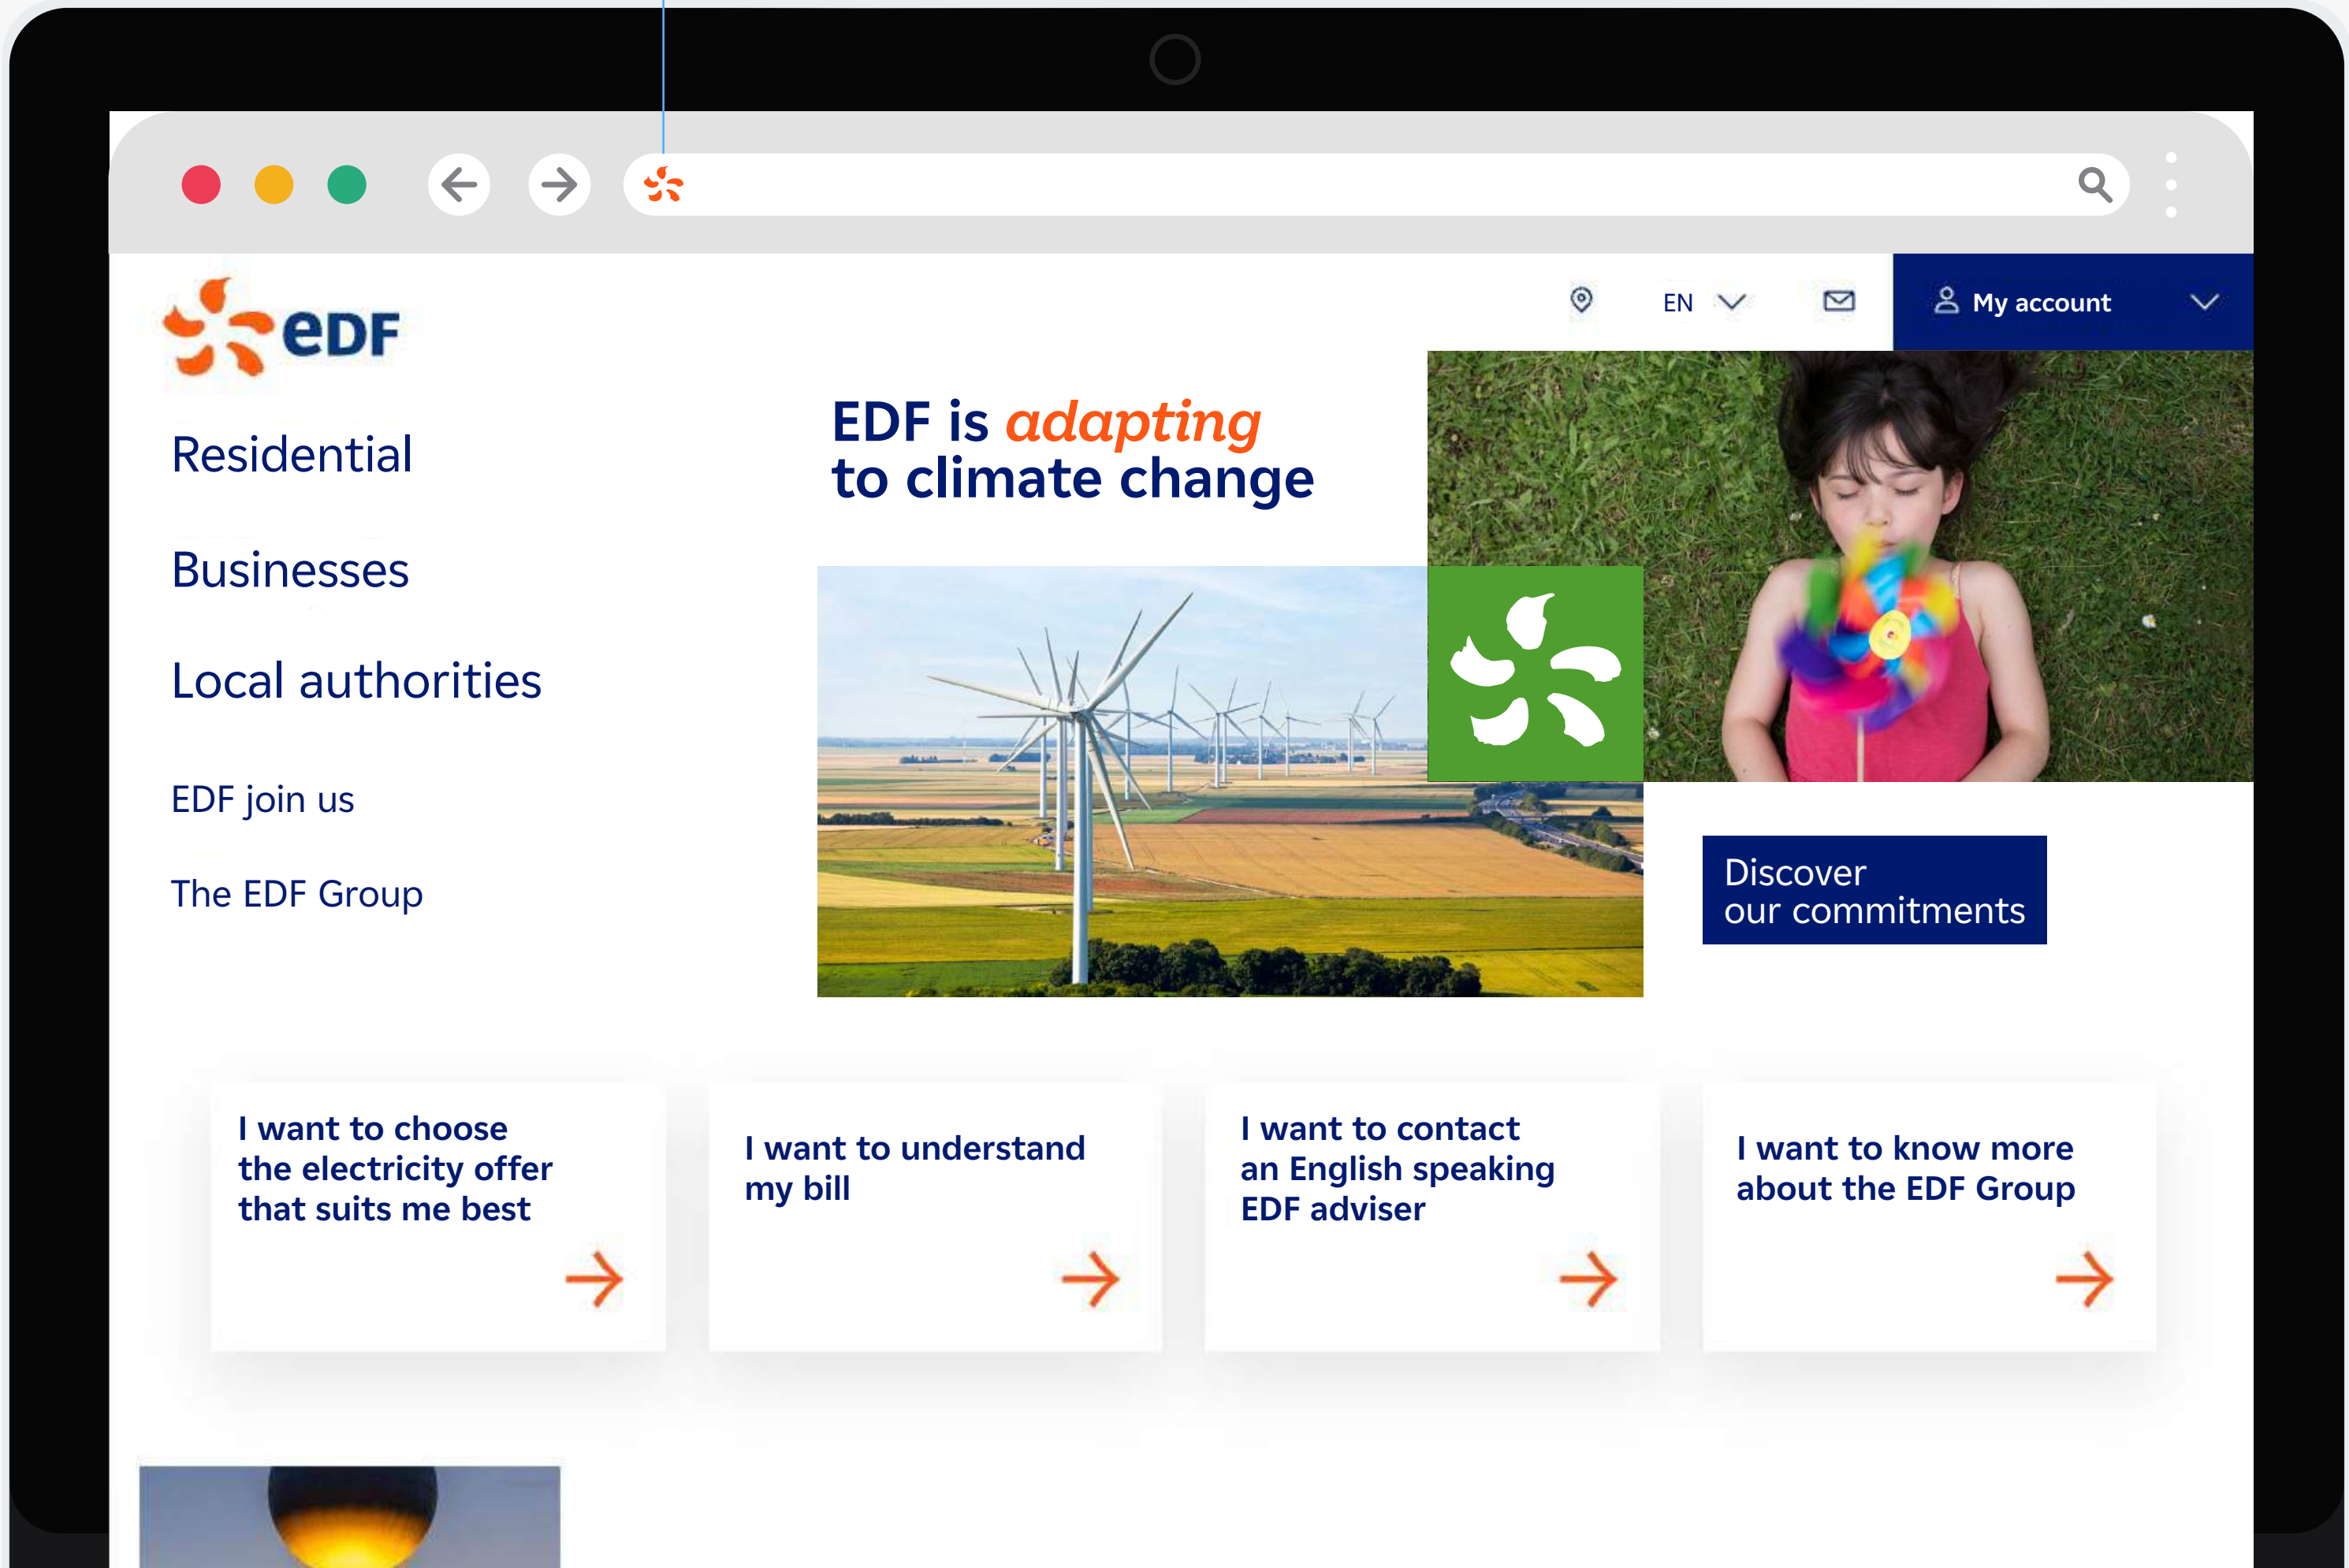 eDF
EN
My account
Residential
Businesses
Local authorities
EDF join us
The EDF Group
EDF is adapting
to climate change
Discover
our commitments
I want to choose
the electricity offer
that suits me best
I want to understand
my bill
I want to contact
an English speaking
EDF adviser
I want to know more
about the EDF Group